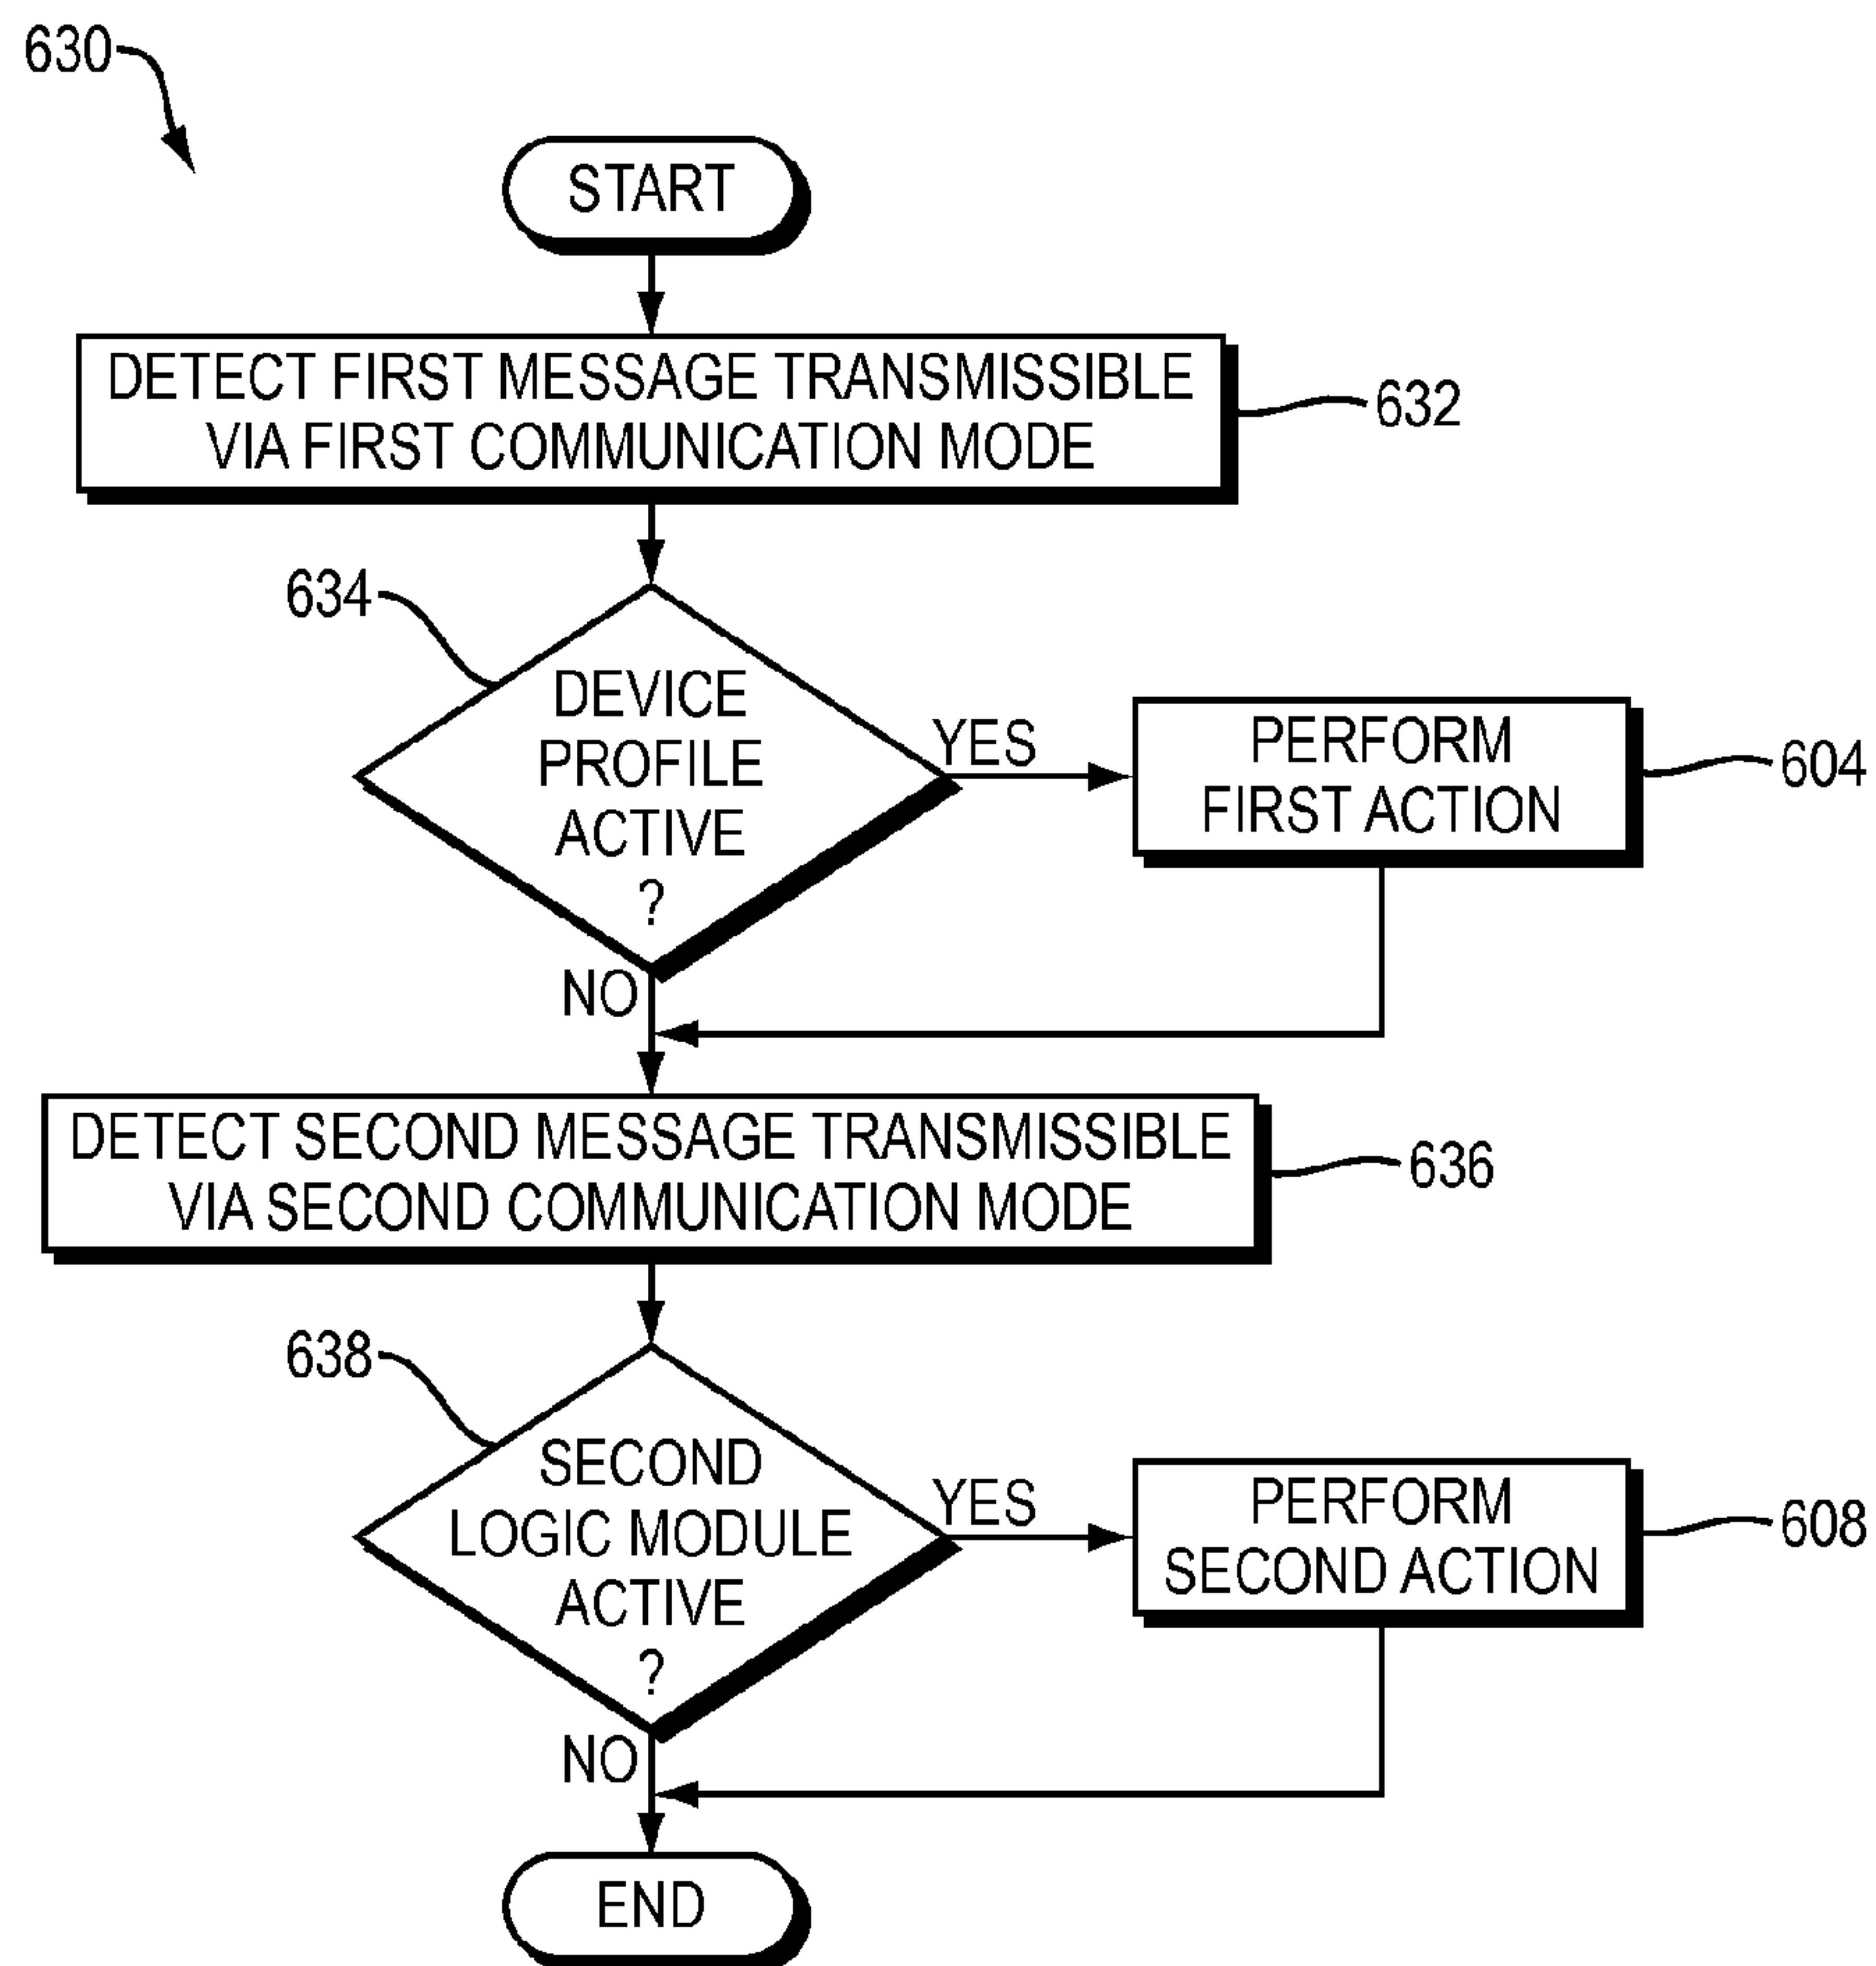 630
START
DETECT FIRST MESSAGE TRANSMISSIBLE
VIA FIRST COMMUNICATION MODE
632
634
DEVICE
PROFILE
ACTIVE
?
YES
PERFORM
FIRST ACTION
604
NO
DETECT SECOND MESSAGE TRANSMISSIBLE
VIA SECOND COMMUNICATION MODE
636
638
SECOND
LOGIC MODULE
ACTIVE
?
YES
PERFORM
SECOND ACTION
608
NO
END